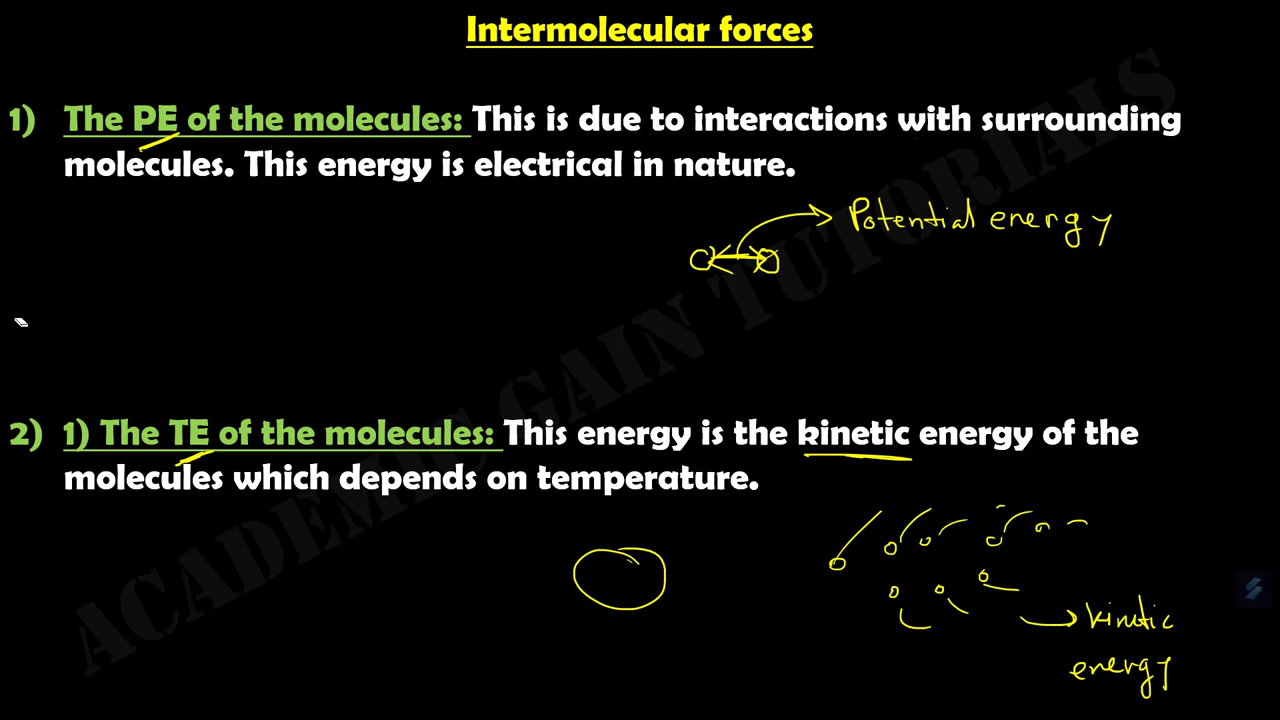 Intermolecular forces
1) The PE of the molecules: This is due to interactions with surrounding
molecules. This energy is electrical in nature.
Potential energy
2) 1) The TE of the molecules: This energy is the kinetic energy of the
molecules which depends on temperature.
kinetic
energy
ACADEMIC GAIN TUTORIALS